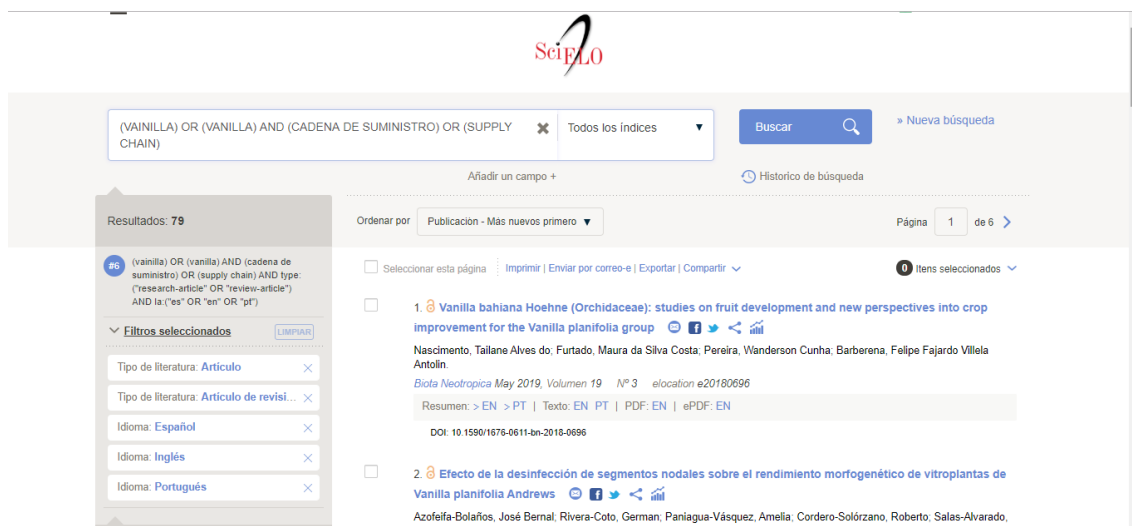 SciELO
(VAINILLA) OR (VANILLA) AND (CADENA DE SUMINISTRO) OR (SUPPLY
CHAIN)
Todos los índices
Buscar
» Nueva búsqueda
Añadir un campo +
Historico de búsqueda
Resultados: 79
Ordenar por
Publicación - Más nuevos primero
Página 1 de 6
#6
(vainilla) OR (vanilla) AND (cadena de
suministro) OR (supply chain) AND type:
("research-article" OR "review-article")
AND la:("es" OR "en" OR "pt")
Filtros seleccionados
LIMPIAR
Tipo de literatura: Artículo
Tipo de literatura: Artículo de revisi...
Idioma: Español
Idioma: Inglés
Idioma: Portugués
Seleccionar esta página
Imprimir | Enviar por correo-e | Exportar | Compartir
0 Itens seleccionados
1. Vanilla bahiana Hoehne (Orchidaceae): studies on fruit development and new perspectives into crop
improvement for the Vanilla planifolia group
Nascimento, Tailane Alves do; Furtado, Maura da Silva Costa; Pereira, Wanderson Cunha; Barberena, Felipe Fajardo Villela
Antolin.
Biota Neotropica May 2019, Volumen 19 Nº 3 elocation e20180696
Resumen: > EN > PT | Texto: EN PT | PDF: EN | ePDF: EN
DOI: 10.1590/1676-0611-bn-2018-0696
2. Efecto de la desinfección de segmentos nodales sobre el rendimiento morfogenético de vitroplantas de
Vanilla planifolia Andrews
Azofeifa-Bolaños, José Bernal; Rivera-Coto, German; Paniagua-Vásquez, Amelia; Cordero-Solórzano, Roberto; Salas-Alvarado,